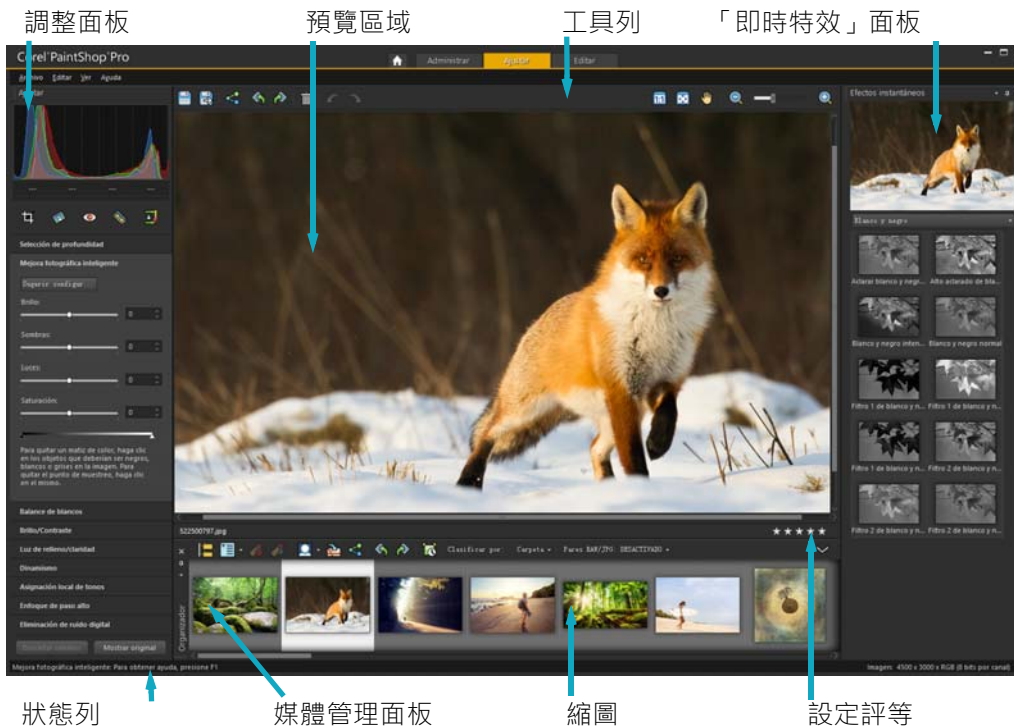 調整面板
預覽區域
工具列
「即時特效」面板
Corel PaintShop Pro
Administrar
Ajustar
Editar
Archivo Editar Ver Ayuda
Ajustar
Efectos instantáneos
Blanco y negro
Selección de profundidad
Mejora fotográfica inteligente
Sugerir configur...
Brillo:
0
Sombras:
0
Luces:
0
Saturación:
0
Para quitar un matiz de color, haga clic
en los objetos que deberían ser negros,
blancos o grises en la imagen. Para
quitar el punto de muestreo, haga clic
en el mismo.
Balance de blancos
Brillo/Contraste
Luz de relleno/claridad
Dinamismo
Asignación local de tonos
Enfoque de paso alto
Eliminación de ruido digital
Mostrar original
Aclarar blanco y negr...
Alto aclarado de bla...
Blanco y negro inten...
Blanco y negro normal
Filtro 1 de blanco y n...
Filtro 1 de blanco y n...
Filtro 1 de blanco y n...
Filtro 2 de blanco y n...
Filtro 2 de blanco y n...
Filtro 2 de blanco y n...
522500797.jpg
Clasificar por: Carpeta Pares RAW/JPG: DESACTIVADO
Organizador
Mejora fotográfica inteligente: Para obtener ayuda, presione F1
Imagen: 4500 x 3000 x RGB (8 bits por canal)
狀態列
媒體管理面板
縮圖
設定評等